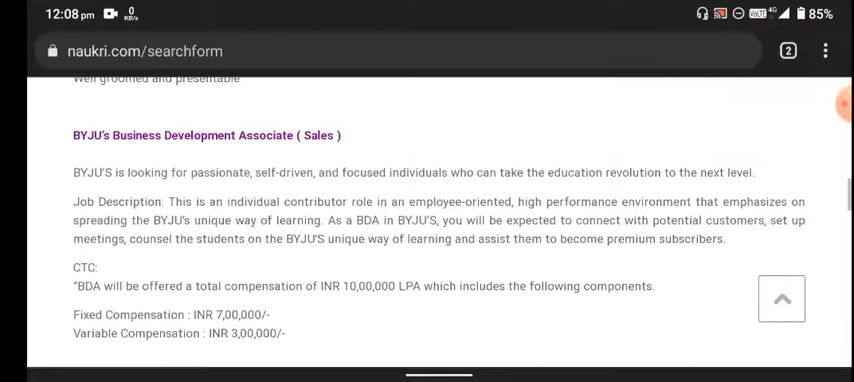 12:08 pm 0 KB/s VoLTE 4G 85%
naukri.com/searchform 2
Well groomed and presentable
BYJU's Business Development Associate ( Sales )
BYJU'S is looking for passionate, self-driven, and focused individuals who can take the education revolution to the next level.
Job Description: This is an individual contributor role in an employee-oriented, high performance environment that emphasizes on
spreading the BYJU's unique way of learning. As a BDA in BYJU'S, you will be expected to connect with potential customers, set up
meetings, counsel the students on the BYJU'S unique way of learning and assist them to become premium subscribers.
CTC:
"BDA will be offered a total compensation of INR 10,00,000 LPA which includes the following components.
Fixed Compensation : INR 7,00,000/-
Variable Compensation : INR 3,00,000/-